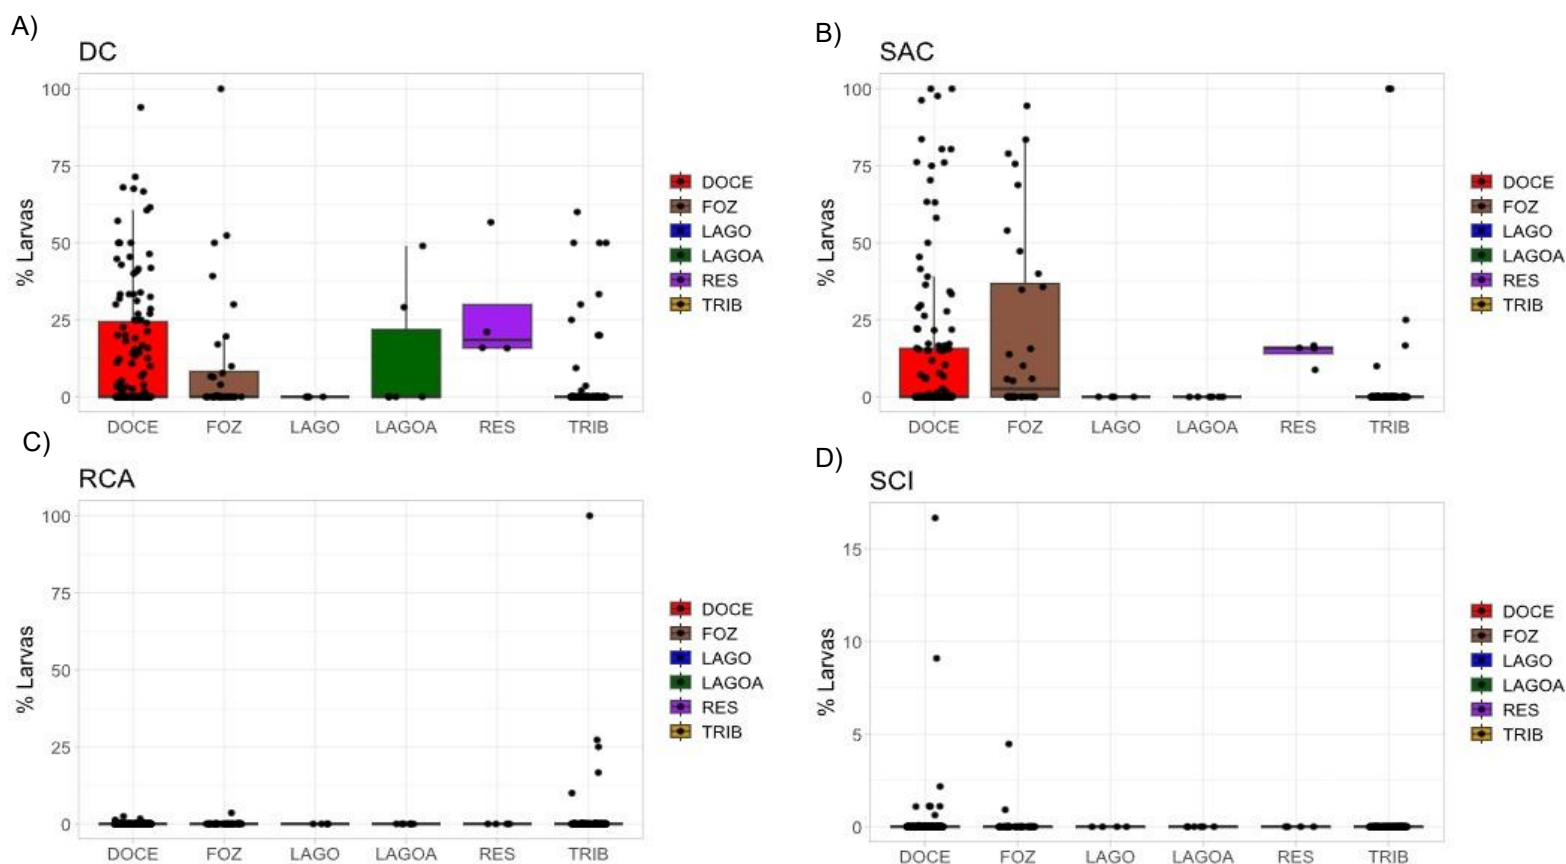 A)
DC
% Larvas
100
75
50
25
0
DOCE FOZ LAGO LAGOA RES TRIB
DOCE
FOZ
LAGO
LAGOA
RES
TRIB
B)
SAC
% Larvas
100
75
50
25
0
DOCE FOZ LAGO LAGOA RES TRIB
DOCE
FOZ
LAGO
LAGOA
RES
TRIB
C)
RCA
% Larvas
100
75
50
25
0
DOCE FOZ LAGO LAGOA RES TRIB
DOCE
FOZ
LAGO
LAGOA
RES
TRIB
D)
SCI
% Larvas
15
10
5
0
DOCE FOZ LAGO LAGOA RES TRIB
DOCE
FOZ
LAGO
LAGOA
RES
TRIB